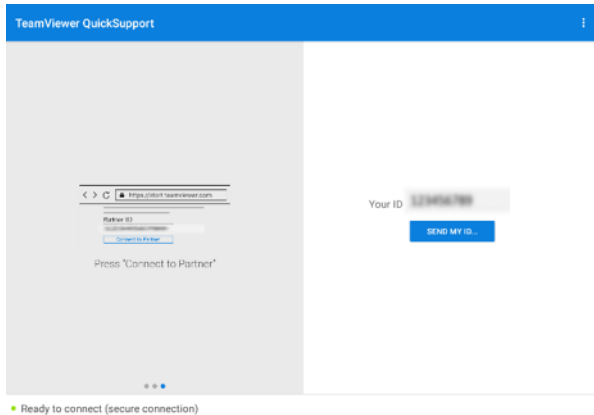 TeamViewer QuickSupport
https://start.teamviewer.com
Partner ID
Connect to Partner
Press "Connect to Partner"
Your ID 123456789
SEND MY ID...
Ready to connect (secure connection)